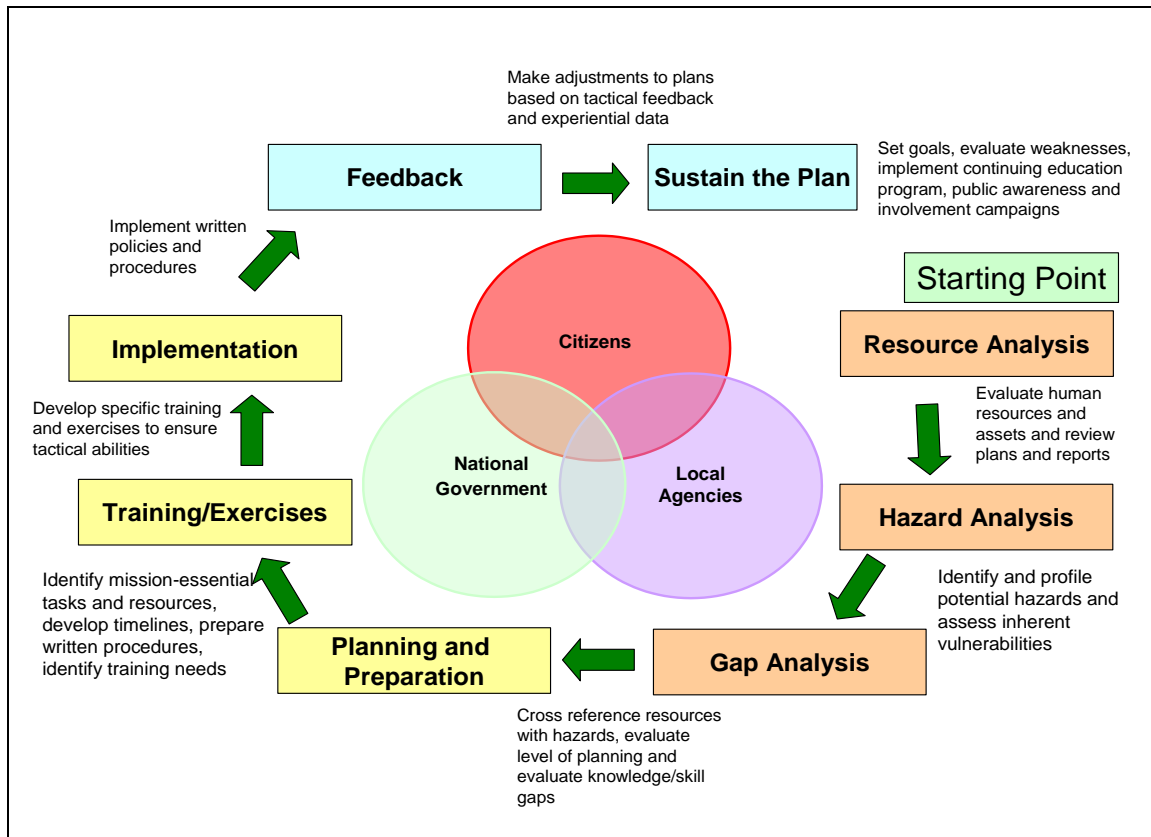 Make adjustments to plans
based on tactical feedback
and experiential data
Feedback
Sustain the Plan
Set goals, evaluate weaknesses,
implement continuing education
program, public awareness and
involvement campaigns
Implement written
policies and
procedures
Starting Point
Implementation
Citizens
Resource Analysis
Develop specific training
and exercises to ensure
tactical abilities
Evaluate human
resources and
assets and review
plans and reports
National
Government
Local
Agencies
Training/Exercises
Hazard Analysis
Identify mission-essential
tasks and resources,
develop timelines, prepare
written procedures,
identify training needs
Identify and profile
potential hazards and
assess inherent
vulnerabilities
Planning and
Preparation
Gap Analysis
Cross reference resources
with hazards, evaluate
level of planning and
evaluate knowledge/skill
gaps